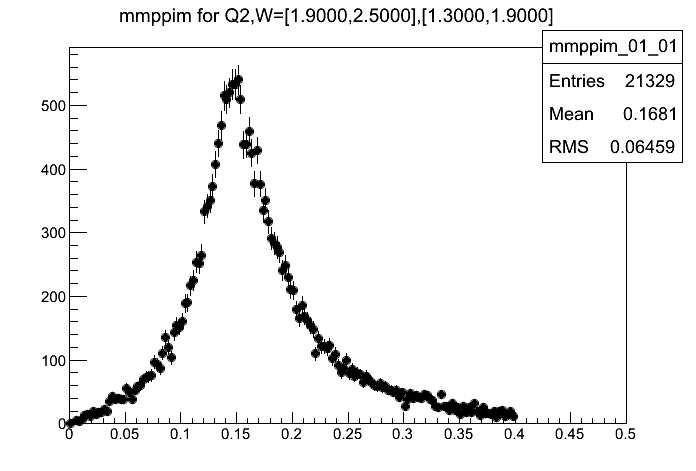 mmppim for Q2,W=[1.9000,2.5000],[1.3000,1.9000]
mmppim_01_01
Entries 21329
Mean 0.1681
RMS 0.06459
500
400
300
200
100
0
0 0.05 0.1 0.15 0.2 0.25 0.3 0.35 0.4 0.45 0.5